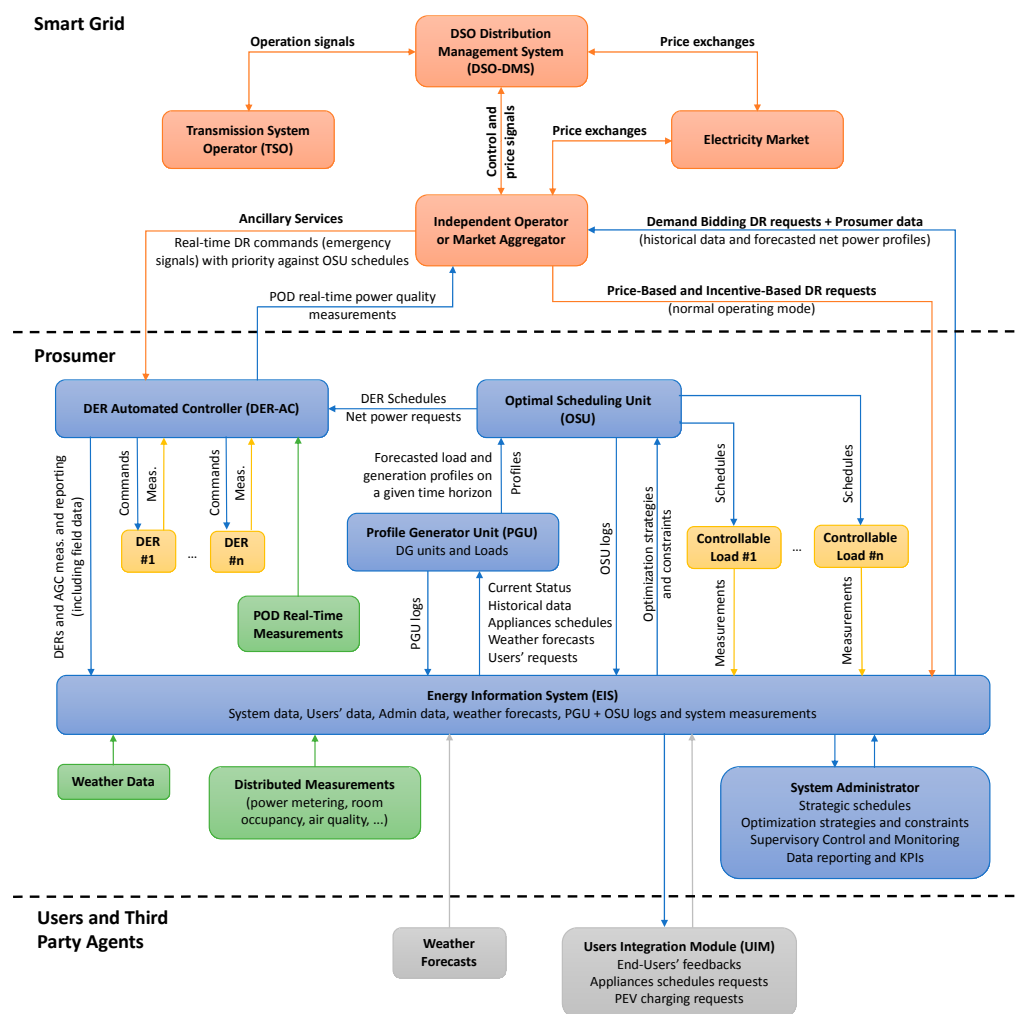 Smart Grid
Operation signals
DSO Distribution
Management System
(DSO-DMS)
Price exchanges
Transmission System
Operator (TSO)
Control and
price signals
Price exchanges
Electricity Market
Ancillary Services
Real-time DR commands (emergency
signals) with priority against OSU schedules
Independent Operator
or Market Aggregator
Demand Bidding DR requests + Prosumer data
(historical data and forecasted net power profiles)
POD real-time power quality
measurements
Price-Based and Incentive-Based DR requests
(normal operating mode)
Prosumer
DER Automated Controller (DER-AC)
DER Schedules
Net power requests
Optimal Scheduling Unit
(OSU)
DERs and AGC meas. and reporting
(including field data)
Commands
Meas.
Commands
Meas.
Forecasted load and
generation profiles on
a given time horizon
Profiles
OSU logs
Optimization strategies
and constraints
Schedules
Schedules
DER
#1
...
DER
#n
Profile Generator Unit (PGU)
DG units and Loads
Controllable
Load #1
...
Controllable
Load #n
POD Real-Time
Measurements
PGU logs
Current Status
Historical data
Appliances schedules
Weather forecasts
Users' requests
Measurements
Measurements
Energy Information System (EIS)
System data, Users' data, Admin data, weather forecasts, PGU + OSU logs and system measurements
Weather Data
Distributed Measurements
(power metering, room
occupancy, air quality, ...)
System Administrator
Strategic schedules
Optimization strategies and constraints
Supervisory Control and Monitoring
Data reporting and KPIs
Users and Third
Party Agents
Weather
Forecasts
Users Integration Module (UIM)
End-Users' feedbacks
Appliances schedules requests
PEV charging requests